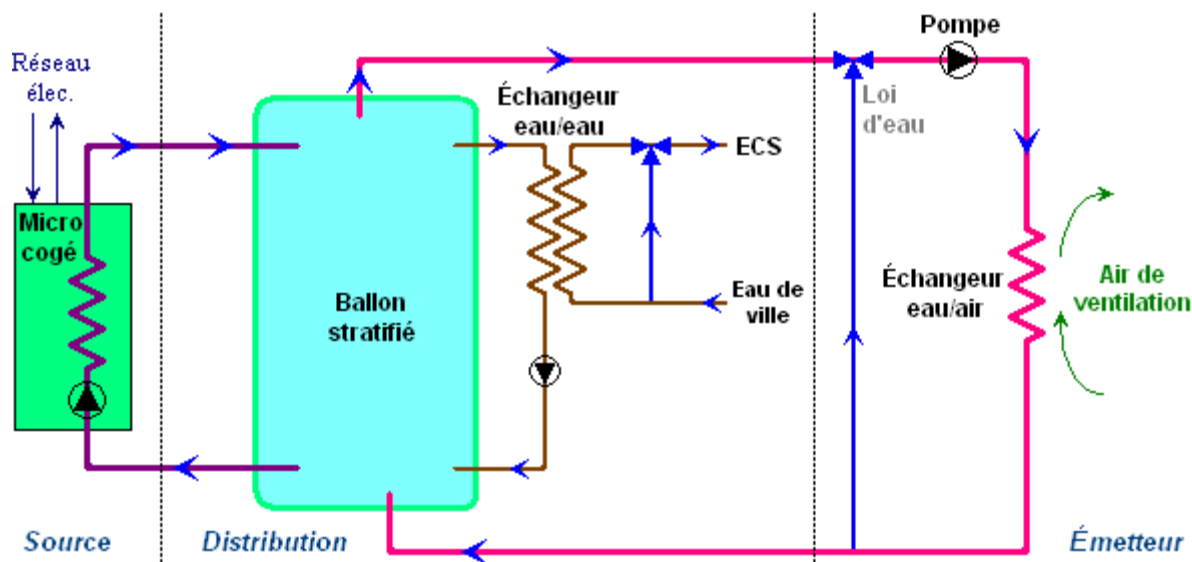 Réseau
élec.
Micro
cogé
Ballon
stratifié
Échangeur
eau/eau
ECS
Eau de
ville
Pompe
Loi
d'eau
Échangeur
eau/air
Air de
ventilation
Source
Distribution
Émetteur